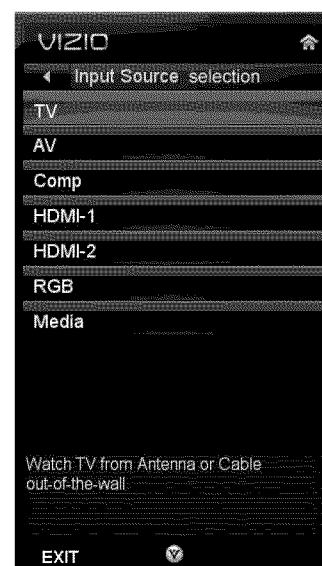 VIZIO
Input Source selection
TV
AV
Comp
HDMI-1
HDMI-2
RGB
Media
Watch TV from Antenna or Cable
out-of-the-wall
EXIT